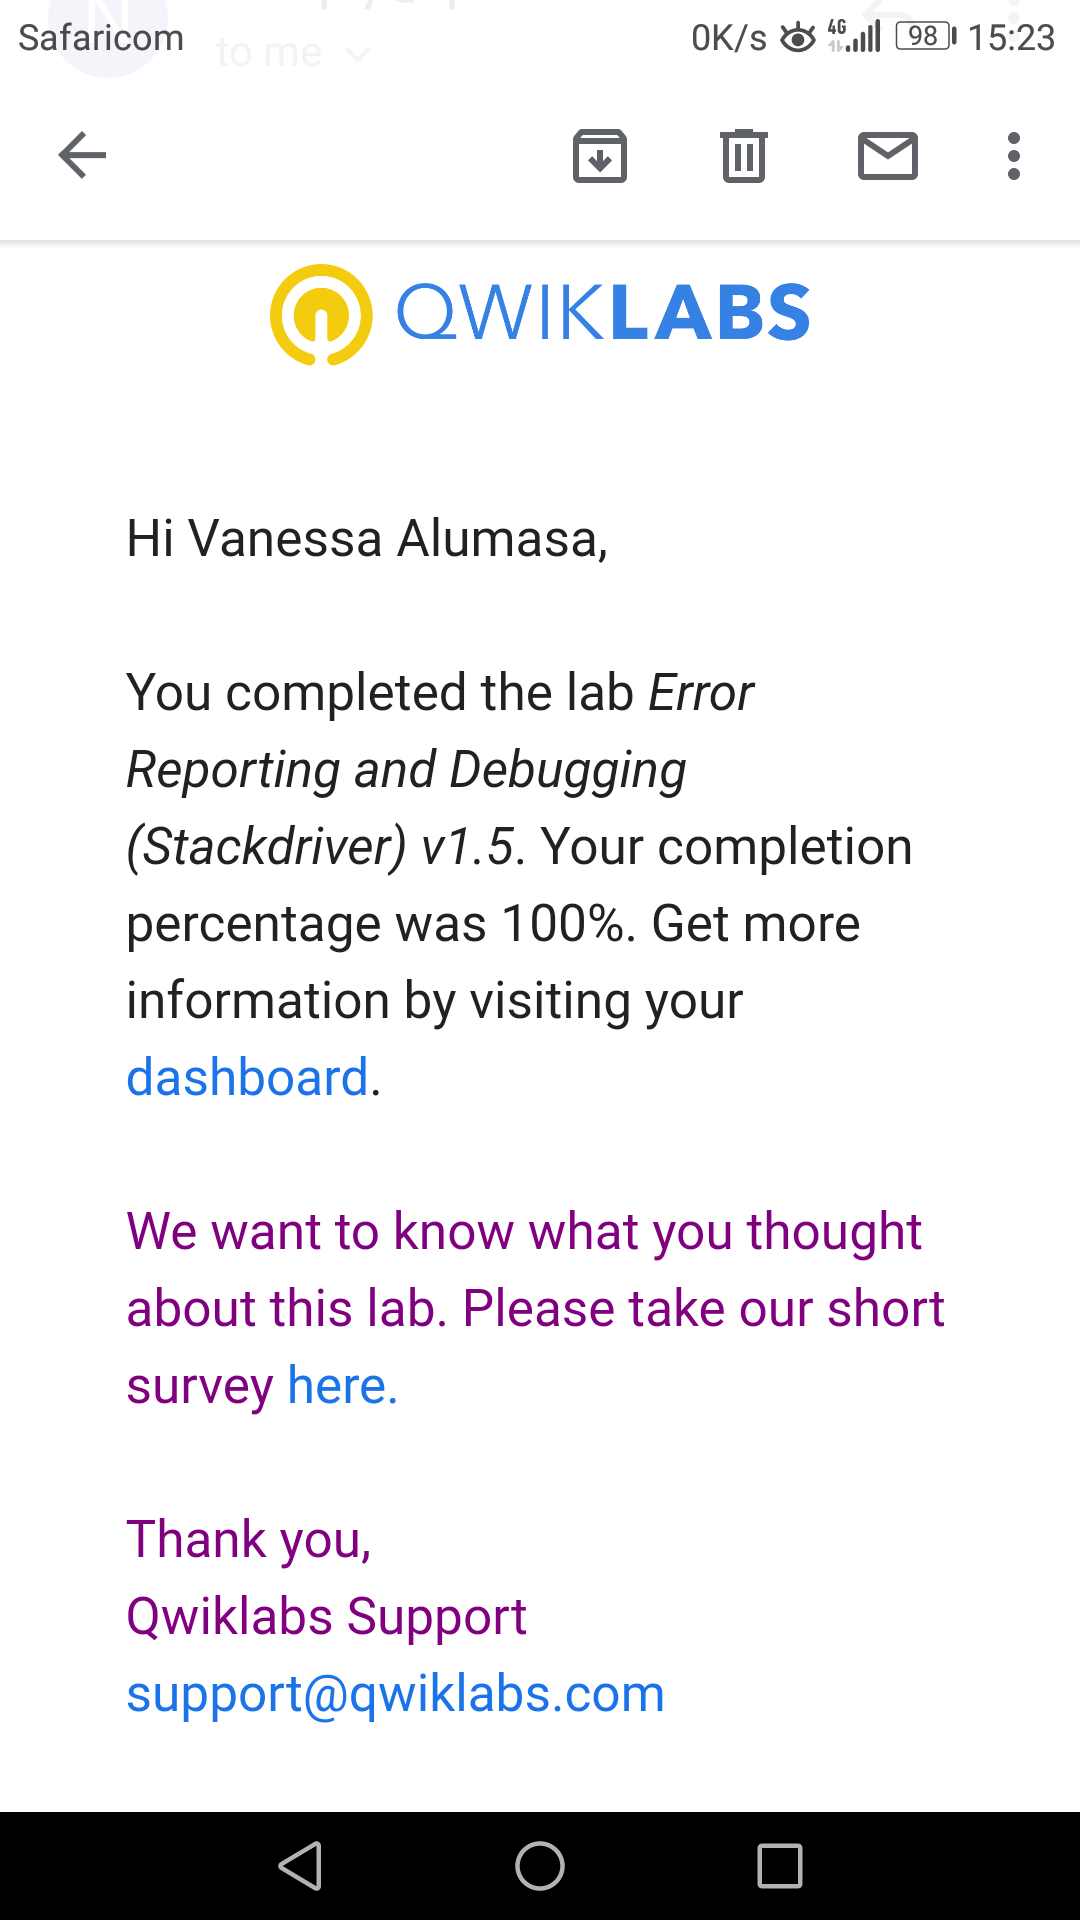 Safaricom
0K/s 4G 98 15:23
N
to me
QWIKLABS
Hi Vanessa Alumasa,
You completed the lab Error
Reporting and Debugging
(Stackdriver) v1.5. Your completion
percentage was 100%. Get more
information by visiting your
dashboard.
We want to know what you thought
about this lab. Please take our short
survey here.
Thank you,
Qwiklabs Support
support@qwiklabs.com